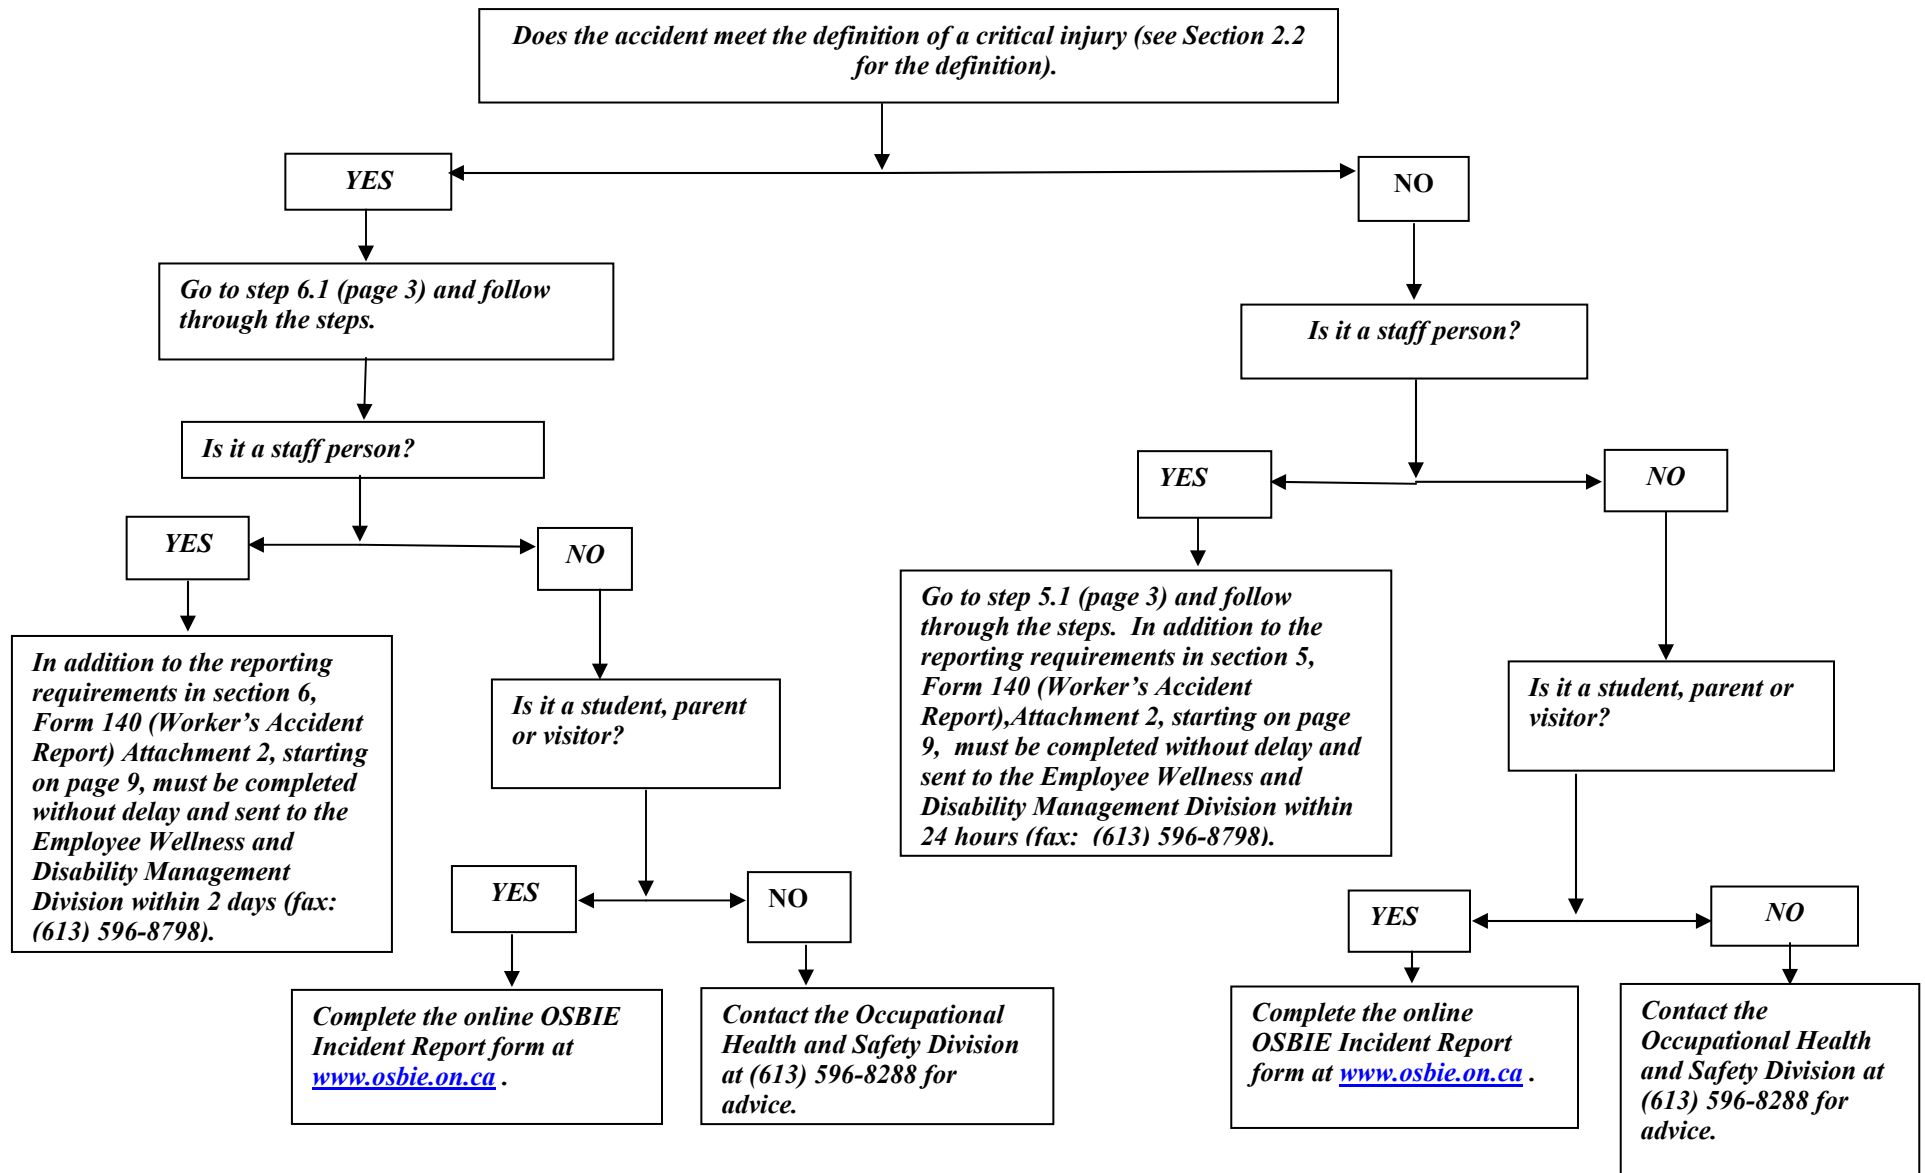 Does the accident meet the definition of a critical injury (see Section 2.2
for the definition).
YES
NO
Go to step 6.1 (page 3) and follow
through the steps.
Is it a staff person?
Is it a staff person?
YES
NO
YES
NO
In addition to the reporting
requirements in section 6,
Form 140 (Worker’s Accident
Report) Attachment 2, starting
on page 9, must be completed
without delay and sent to the
Employee Wellness and
Disability Management
Division within 2 days (fax:
(613) 596-8798).
Is it a student, parent
or visitor?
Go to step 5.1 (page 3) and follow
through the steps.  In addition to the
reporting requirements in section 5,
Form 140 (Worker’s Accident
Report),Attachment 2, starting on page
9,  must be completed without delay and
sent to the Employee Wellness and
Disability Management Division within
24 hours (fax:  (613) 596-8798).
Is it a student, parent or
visitor?
YES
NO
YES
NO
Complete the online OSBIE
Incident Report form at
www.osbie.on.ca .
Contact the Occupational
Health and Safety Division
at (613) 596-8288 for
advice.
Complete the online
OSBIE Incident Report
form at www.osbie.on.ca .
Contact the
Occupational Health
and Safety Division at
(613) 596-8288 for
advice.